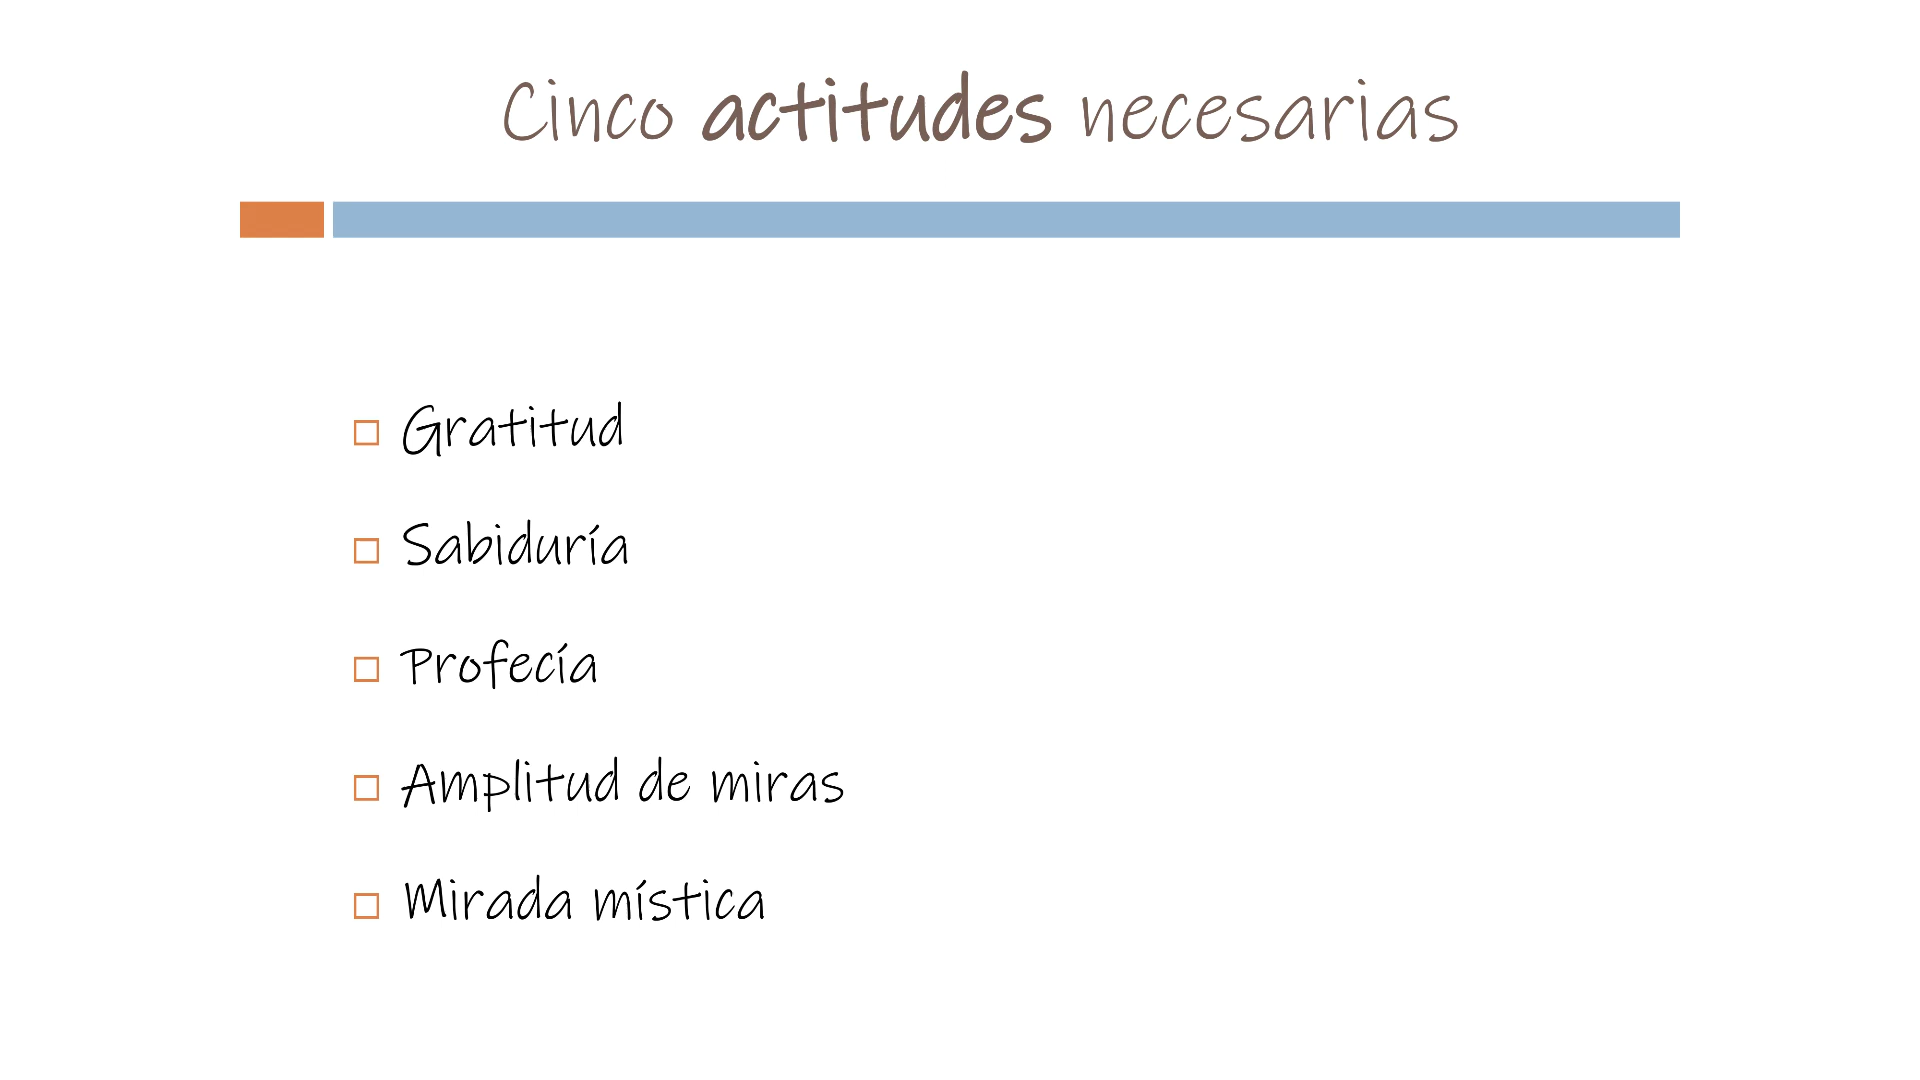 Cinco actitudes necesarias
Gratitud
Sabiduría
Profecía
Amplitud de miras
Mirada mística